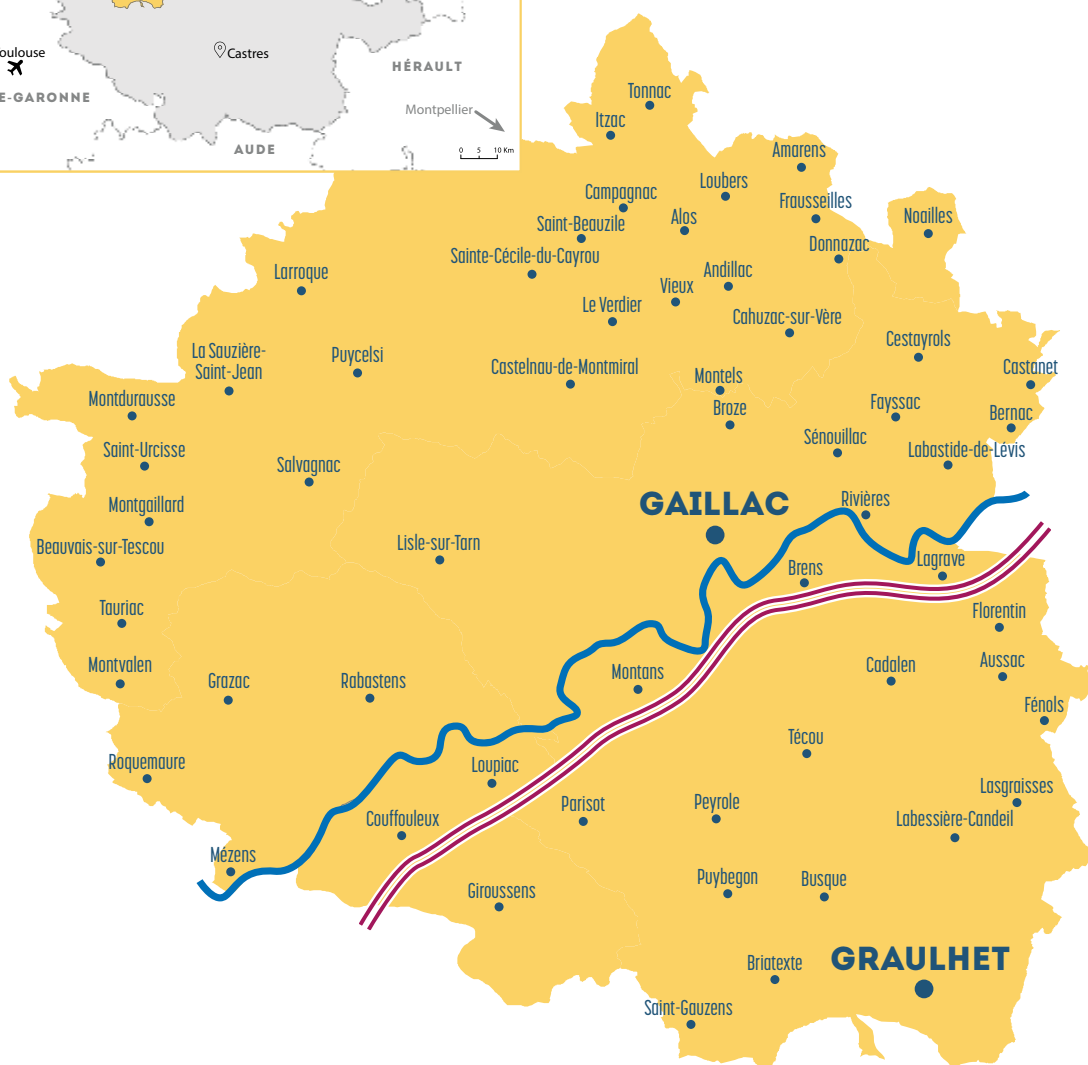 Castres
oulouse
HÉRAULT
E-GARONNE
Montpellier
AUDE
0 5 10 Km
Tonnac
Itzac
Amarens
Loubers
Campagnac
Frausseilles
Noailles
Alos
Saint-Beauzile
Donnazac
Sainte-Cécile-du-Cayrou
Andillac
Larroque
Vieux
Le Verdier
Cahuzac-sur-Vère
Cestayrols
La Sauzière-
Saint-Jean
Puycelsi
Castelnau-de-Montmiral
Castanet
Montels
Montdurausse
Broze
Fayssac
Bernac
Sénouillac
Saint-Urcisse
Labastide-de-Lévis
Salvagnac
Rivières
GAILLAC
Montgaillard
Lisle-sur-Tarn
Beauvais-sur-Tescou
Lagrave
Brens
Tauriac
Florentin
Aussac
Montvalen
Cadalen
Montans
Grazac
Rabastens
Fénols
Técou
Roquemaure
Loupiac
Lasgraisses
Parisot
Peyrole
Couffouleux
Labessière-Candeil
Mézens
Puybegon
Busque
Giroussens
GRAULHET
Briatexte
Saint-Gauzens